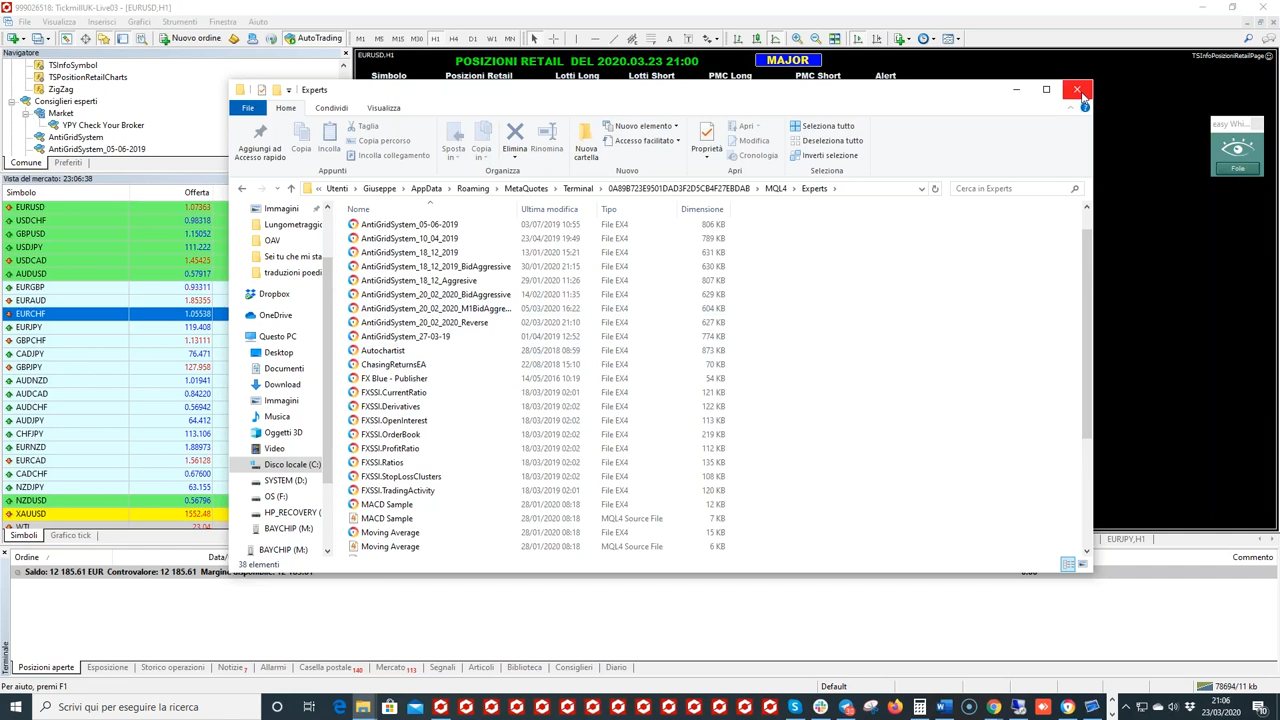 999026518: TickmillUK-Live03 - [EURUSD,H1]
File Visualizza Inserisci Grafici Strumenti Finestra Aiuto
Nuovo ordine AutoTrading M1 M5 M15 M30 H1 H4 D1 W1 MN
Navigatore
TSInfoSymbol
TSPositionRetailCharts
ZigZag
Consiglieri esperti
Market
YPY Check Your Broker
AntiGridSystem
AntiGridSystem_05-06-2019
Comune Preferiti
Vista del mercato: 23:06:38
Simbolo Offerta
EURUSD 1.07363
USDCHF 0.98318
GBPUSD 1.15052
USDJPY 111.222
USDCAD 1.45425
AUDUSD 0.57917
EURGBP 0.93311
EURAUD 1.85355
EURCHF 1.05538
EURJPY 119.408
GBPCHF 1.13111
CADJPY 76.471
GBPJPY 127.958
AUDNZD 1.01941
AUDCAD 0.84220
AUDCHF 0.56942
AUDJPY 64.412
CHFJPY 113.106
EURNZD 1.88973
EURCAD 1.56128
CADCHF 0.67600
NZDJPY 63.155
NZDUSD 0.56796
XAUUSD 1552.48
WTI 23.04
Simboli Grafico tick
EURUSD,H1
POSIZIONI RETAIL DEL 2020.03.23 21:00 MAJOR
TSInfoPositionRetailPage
Simbolo Posizioni Retail Lotti Long Lotti Short PMC Long PMC Short Alert
easy Whi...
Folle
Experts
File Home Condividi Visualizza
Aggiungi ad Accesso rapido
Copia
Incolla
Taglia
Copia percorso
Incolla collegamento
Appunti
Sposta in
Copia in
Elimina
Rinomina
Organizza
Nuova cartella
Nuovo elemento
Accesso facilitato
Nuovo
Proprietà
Apri
Modifica
Cronologia
Apri
Seleziona tutto
Deseleziona tutto
Inverti selezione
Seleziona
« Utenti › Giuseppe › AppData › Roaming › MetaQuotes › Terminal › 0A89B723E9501DAD3F2D5CB4F27EBDAB › MQL4 › Experts ›
Cerca in Experts
Immagini
Lungometraggio
OAV
Sei tu che mi sta
traduzioni poedi
Dropbox
OneDrive
Questo PC
Desktop
Documenti
Download
Immagini
Musica
Oggetti 3D
Video
Disco locale (C:)
SYSTEM (D:)
OS (F:)
HP_RECOVERY (
BAYCHIP (M:)
BAYCHIP (M:)
Nome Ultima modifica Tipo Dimensione
AntiGridSystem_05-06-2019 03/07/2019 10:55 File EX4 806 KB
AntiGridSystem_10_04_2019 23/04/2019 19:49 File EX4 789 KB
AntiGridSystem_18_12_2019 13/01/2020 15:21 File EX4 631 KB
AntiGridSystem_18_12_2019_BidAggressive 30/01/2020 21:15 File EX4 630 KB
AntiGridSystem_18_12_Aggresive 29/01/2020 11:26 File EX4 807 KB
AntiGridSystem_20_02_2020_BidAggressive 14/02/2020 11:35 File EX4 629 KB
AntiGridSystem_20_02_2020_M1BidAggre... 05/03/2020 16:22 File EX4 604 KB
AntiGridSystem_20_02_2020_Reverse 02/03/2020 21:10 File EX4 627 KB
AntiGridSystem_27-03-19 01/04/2019 12:52 File EX4 774 KB
Autochartist 28/05/2018 08:59 File EX4 873 KB
ChasingReturnsEA 22/08/2018 15:10 File EX4 70 KB
FX Blue - Publisher 14/05/2016 10:19 File EX4 54 KB
FXSSI.CurrentRatio 18/03/2019 02:01 File EX4 121 KB
FXSSI.Derivatives 18/03/2019 02:02 File EX4 122 KB
FXSSI.OpenInterest 18/03/2019 02:02 File EX4 113 KB
FXSSI.OrderBook 18/03/2019 02:02 File EX4 219 KB
FXSSI.ProfitRatio 18/03/2019 02:02 File EX4 112 KB
FXSSI.Ratios 18/03/2019 02:02 File EX4 135 KB
FXSSI.StopLossClusters 18/03/2019 02:02 File EX4 108 KB
FXSSI.TradingActivity 18/03/2019 02:01 File EX4 120 KB
MACD Sample 28/01/2020 08:18 File EX4 12 KB
MACD Sample 28/01/2020 08:18 MQL4 Source File 7 KB
Moving Average 28/01/2020 08:18 File EX4 15 KB
Moving Average 28/01/2020 08:18 MQL4 Source File 6 KB
38 elementi
EURJPY,H1
Ordine Data/ Commento
Saldo: 12 185.61 EUR Controvalore: 12 185.61 Margine disponibile: 12 185.61 0.00
Terminale
Posizioni aperte Esposizione Storico operazioni Notizie 7 Allarmi Casella postale 140 Mercato 113 Segnali Articoli Biblioteca Consiglieri Diario
Per aiuto, premi F1 Default 78694/11 kb
Scrivi qui per eseguire la ricerca
21:06
23/03/2020